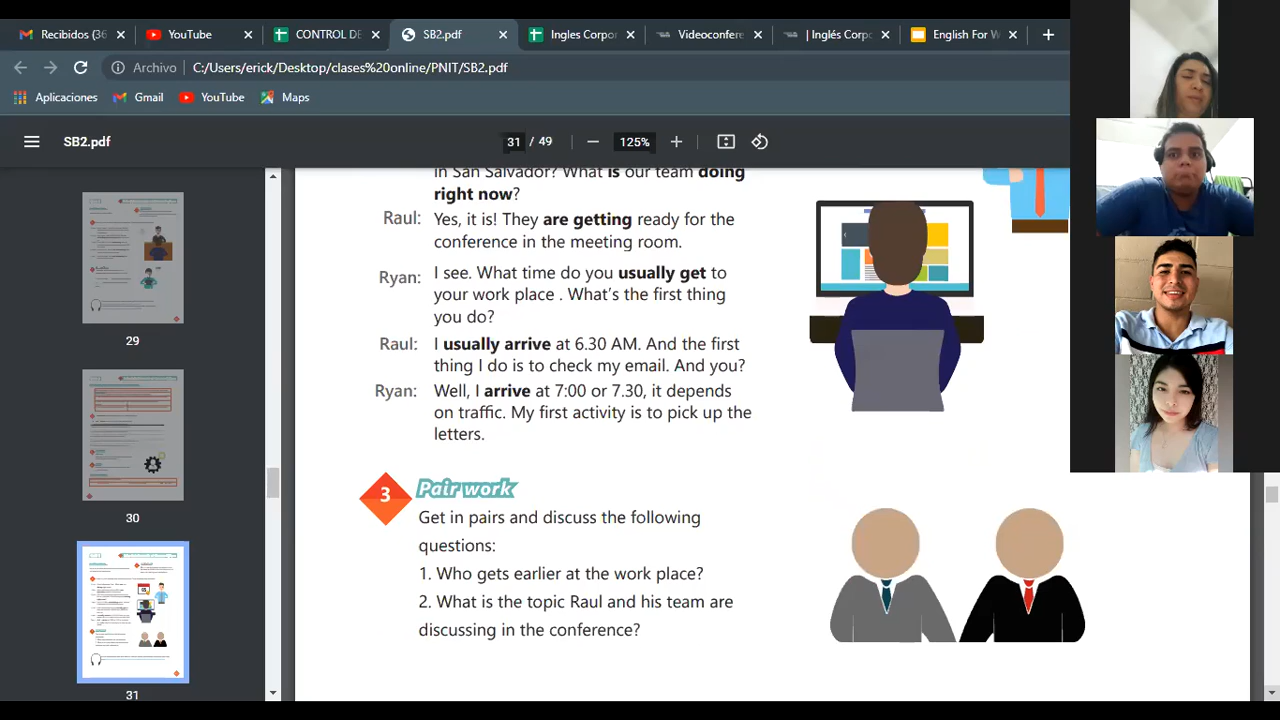 Recibidos (36
YouTube
CONTROL DE
SB2.pdf
Ingles Corpor
Videoconfere
| Inglés Corpo
English For W
Archivo
C:/Users/erick/Desktop/clases%20online/PNIT/SB2.pdf
Aplicaciones
Gmail
YouTube
Maps
SB2.pdf
31 / 49
125%
29
30
31
in San Salvador? What is our team doing
right now?
Raul: Yes, it is! They are getting ready for the
conference in the meeting room.
Ryan: I see. What time do you usually get to
your work place . What's the first thing
you do?
Raul: I usually arrive at 6.30 AM. And the first
thing I do is to check my email. And you?
Ryan: Well, I arrive at 7:00 or 7.30, it depends
on traffic. My first activity is to pick up the
letters.
3 Pair work
Get in pairs and discuss the following
questions:
1. Who gets earlier at the work place?
2. What is the topic Raul and his team are
discussing in the conference?